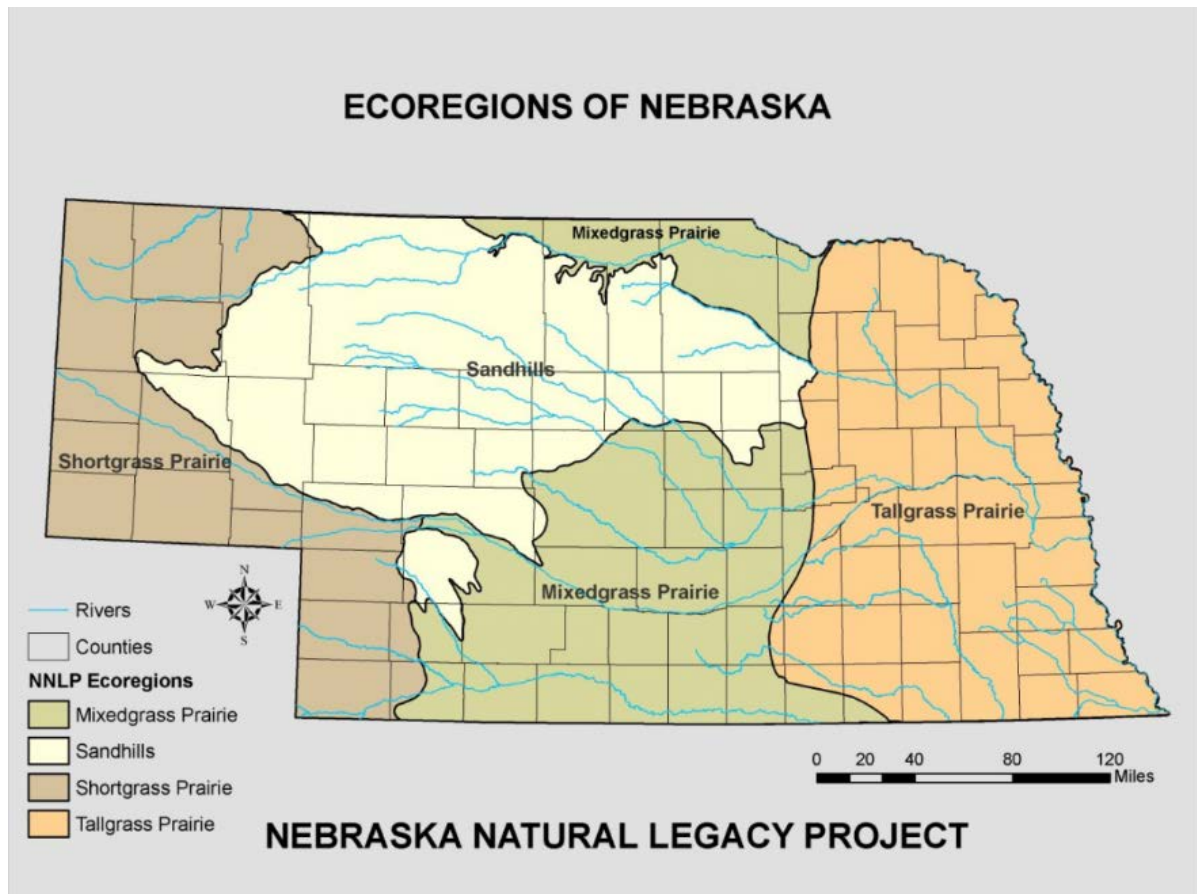 ECOREGIONS OF NEBRASKA
Mixedgrass Prairie
Sandhills
Shortgrass Prairie
Tallgrass Prairie
Mixedgrass Prairie
N
W E
S
Rivers
Counties
NNLP Ecoregions
Mixedgrass Prairie
Sandhills
Shortgrass Prairie
Tallgrass Prairie
0 20 40 80 120
Miles
NEBRASKA NATURAL LEGACY PROJECT